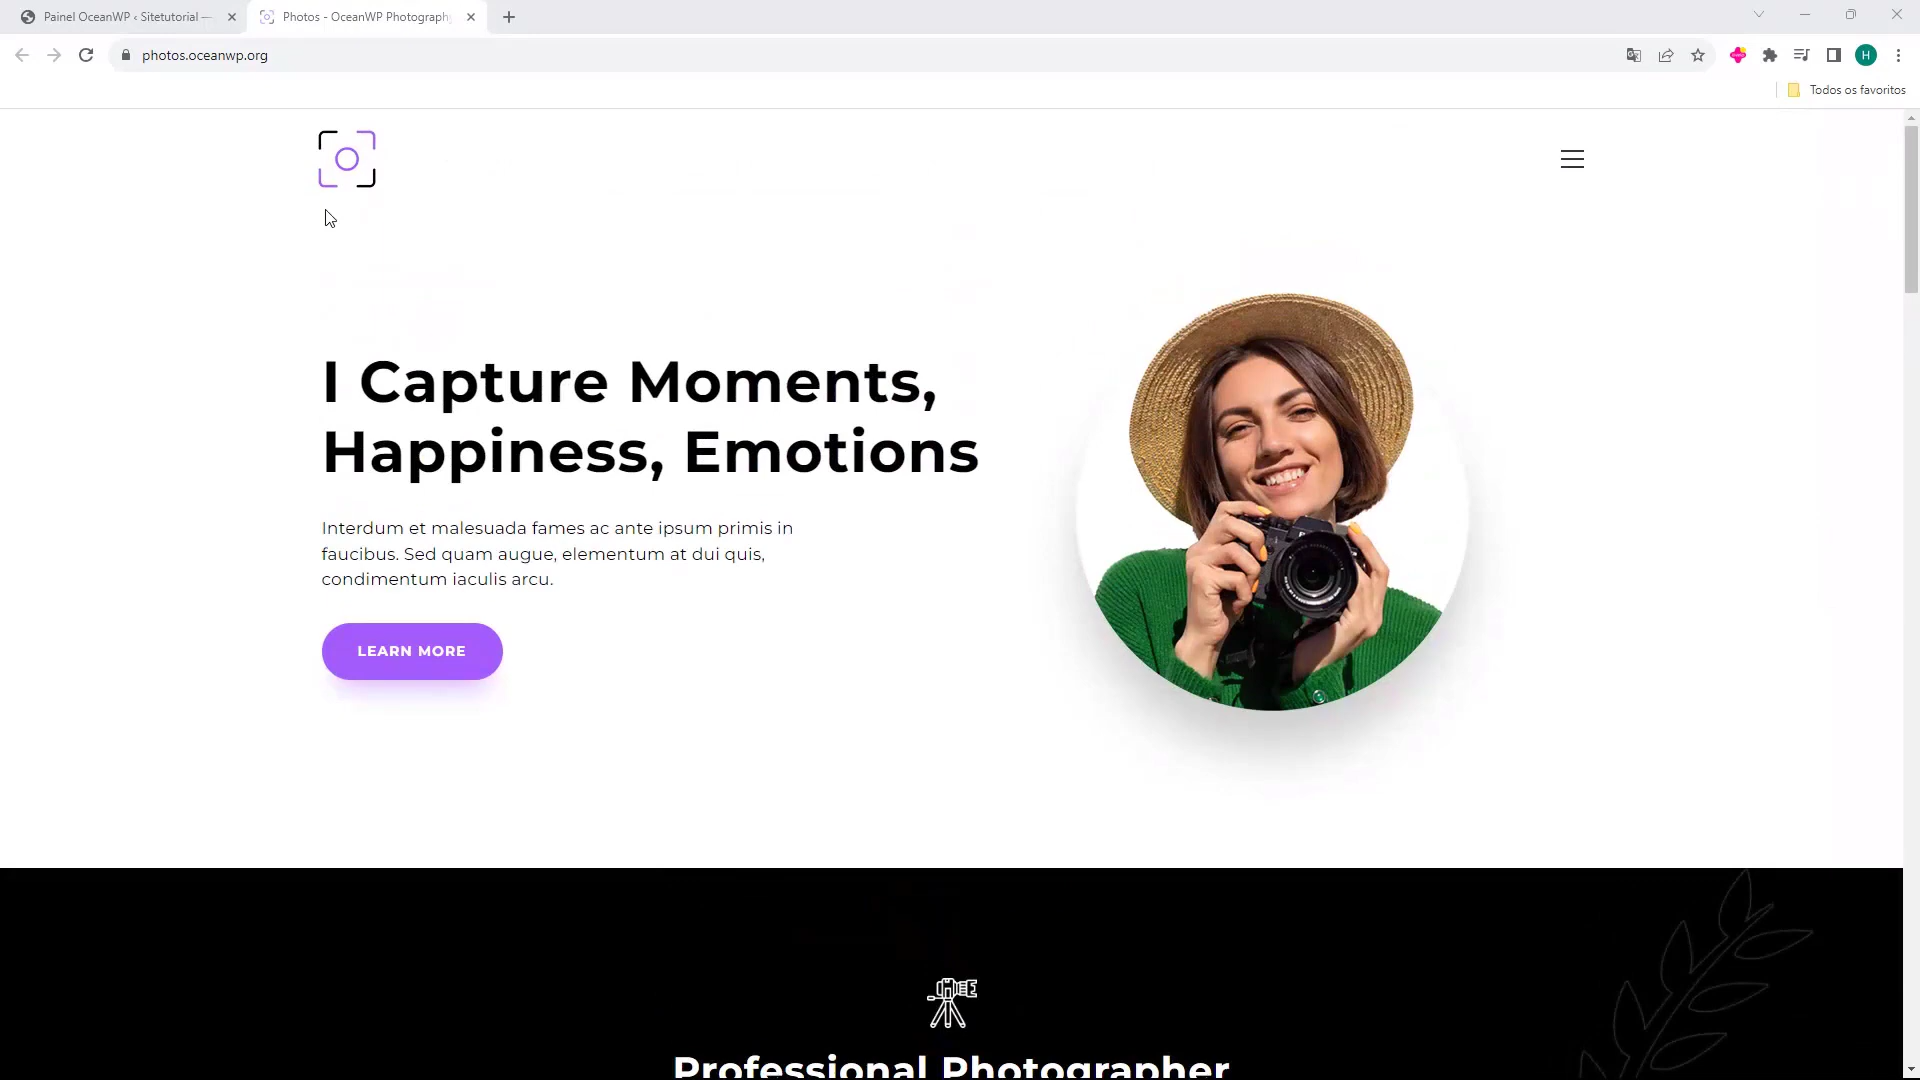 Painel OceanWP ‹ Sitetutorial —
Photos - OceanWP Photography
photos.oceanwp.org
H
Todos os favoritos
I Capture Moments,
Happiness, Emotions
Interdum et malesuada fames ac ante ipsum primis in
faucibus. Sed quam augue, elementum at dui quis,
condimentum iaculis arcu.
LEARN MORE
Professional Photographer